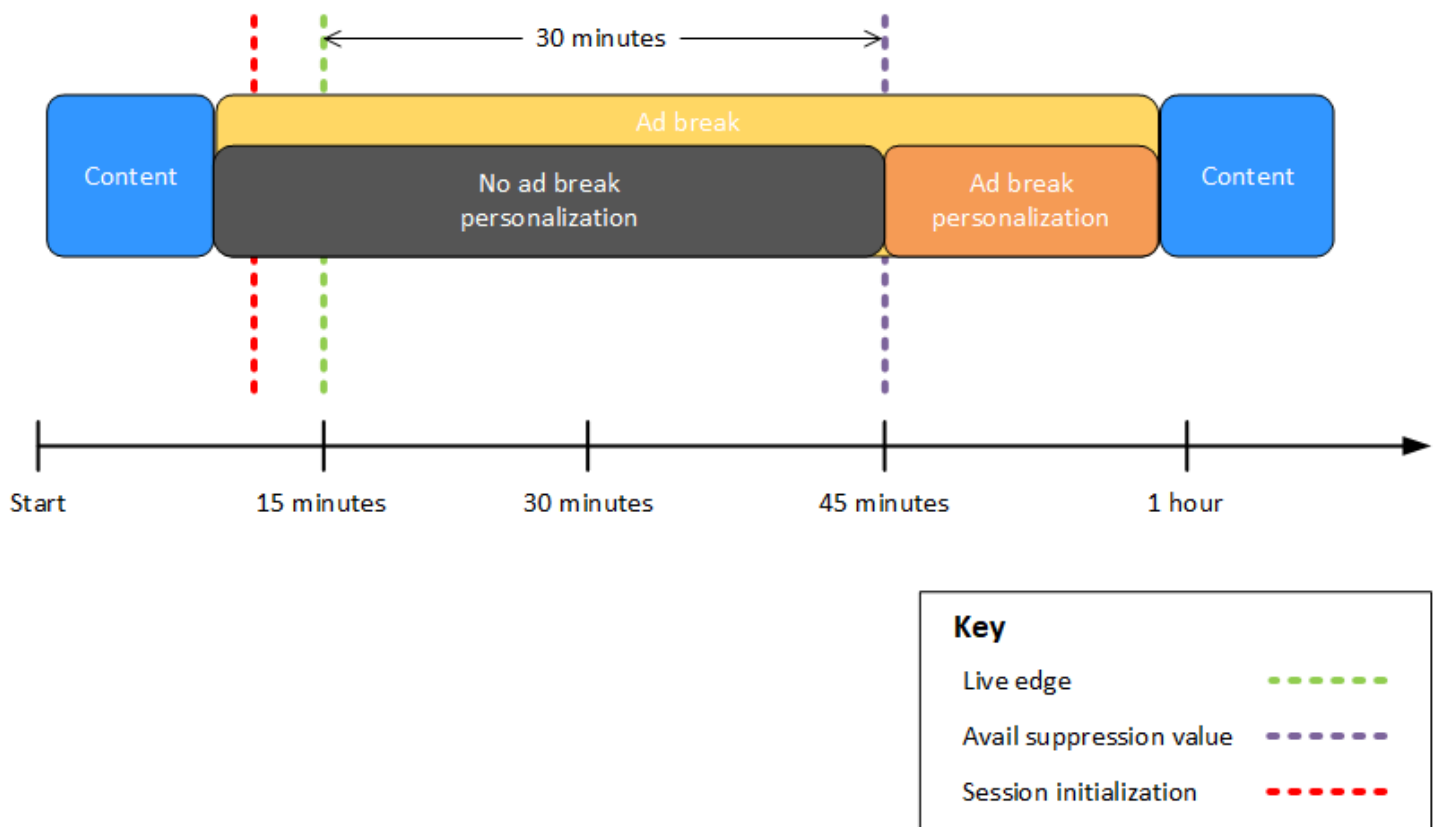 30 minutes
Ad break
Content
No ad break
personalization
Ad break
personalization
Content
Start
15 minutes
30 minutes
45 minutes
1 hour
Key
Live edge
Avail suppression value
Session initialization